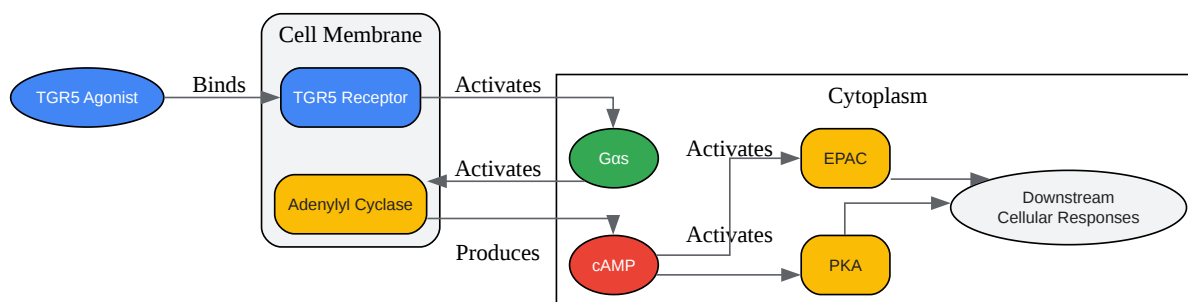 Cell Membrane
TGR5 Agonist
Binds
TGR5 Receptor
Activates
Cytoplasm
Gαs
Activates
EPAC
Activates
Adenylyl Cyclase
Downstream
Cellular Responses
Produces
cAMP
Activates
PKA